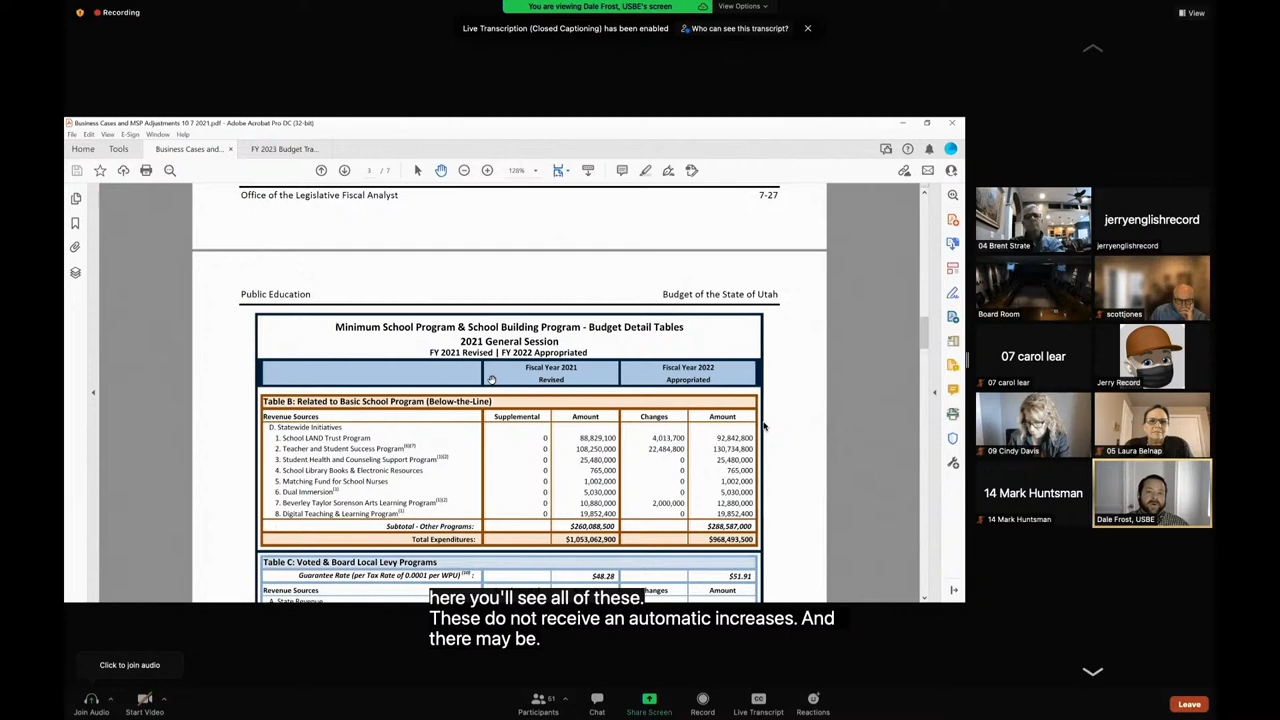 Recording
You are viewing Dale Frost, USBE's screen
View Options
View
Live Transcription (Closed Captioning) has been enabled
Who can see this transcript?
Business Cases and MSP Adjustments 10 7 2021.pdf - Adobe Acrobat Pro DC (32-bit)
File Edit View E-Sign Window Help
Home Tools Business Cases and... × FY 2023 Budget Tra...
3 / 7 128%
Office of the Legislative Fiscal Analyst 7-27
Public Education Budget of the State of Utah
Minimum School Program & School Building Program - Budget Detail Tables
2021 General Session
FY 2021 Revised | FY 2022 Appropriated
Fiscal Year 2021 Fiscal Year 2022
Revised Appropriated
Table B: Related to Basic School Program (Below-the-Line)
Revenue Sources Supplemental Amount Changes Amount
D. Statewide Initiatives
1. School LAND Trust Program 0 88,829,100 4,013,700 92,842,800
2. Teacher and Student Success Program(6)(7) 0 108,250,000 22,484,800 130,734,800
3. Student Health and Counseling Support Program(1)(2) 0 25,480,000 0 25,480,000
4. School Library Books & Electronic Resources 0 765,000 0 765,000
5. Matching Fund for School Nurses 0 1,002,000 0 1,002,000
6. Dual Immersion(1) 0 5,030,000 0 5,030,000
7. Beverley Taylor Sorenson Arts Learning Program(1)(2) 0 10,880,000 2,000,000 12,880,000
8. Digital Teaching & Learning Program(1) 0 19,852,400 0 19,852,400
Subtotal - Other Programs: $260,088,500 $288,587,000
Total Expenditures: $1,053,062,900 $968,493,500
Table C: Voted & Board Local Levy Programs
Guarantee Rate (per Tax Rate of 0.0001 per WPU)(10) : $48.28 $51.91
Revenue Sources Amount Changes Amount
A. State Revenue
here you'll see all of these.
These do not receive an automatic increases. And
there may be.
04 Brent Strate
jerryenglishrecord
jerryenglishrecord
Board Room
scottjones
07 carol lear
07 carol lear
Jerry Record
09 Cindy Davis
05 Laura Belnap
14 Mark Huntsman
14 Mark Huntsman
Dale Frost, USBE
Click to join audio
Join Audio
Start Video
51
Participants
Chat
Share Screen
Record
Live Transcript
Reactions
Leave